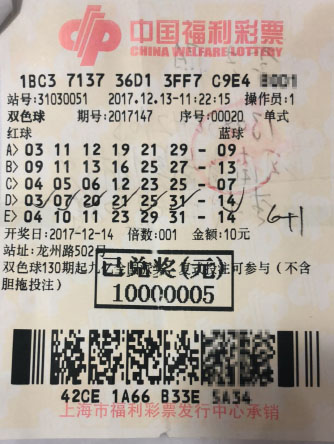 中国福利彩票
CHINA WELFARE LOTTERY
1BC3 7137 36D1 3FF7 C9E4
站号:31030051 2017.12.13-11:22:15 操作员:1
双色球 期号:2017147 序号:00020 单式
红球 蓝球
A> 03 11 12 19 21 29 - 09
B> 09 11 13 16 25 27 - 13
C> 04 05 06 12 23 25 - 07
D> 03 07 20 21 25 31 - 14
E> 04 10 11 23 29 31 - 14
6+1
开奖日:2017-12-14 倍数:001 金额:10元
站址:龙州路502号
双色球130期起九亿 可参与(不含
胆拖投注)
已兑奖
10000005
42CE 1A66 B33E 5A34
上海市福利彩票发行中心承销